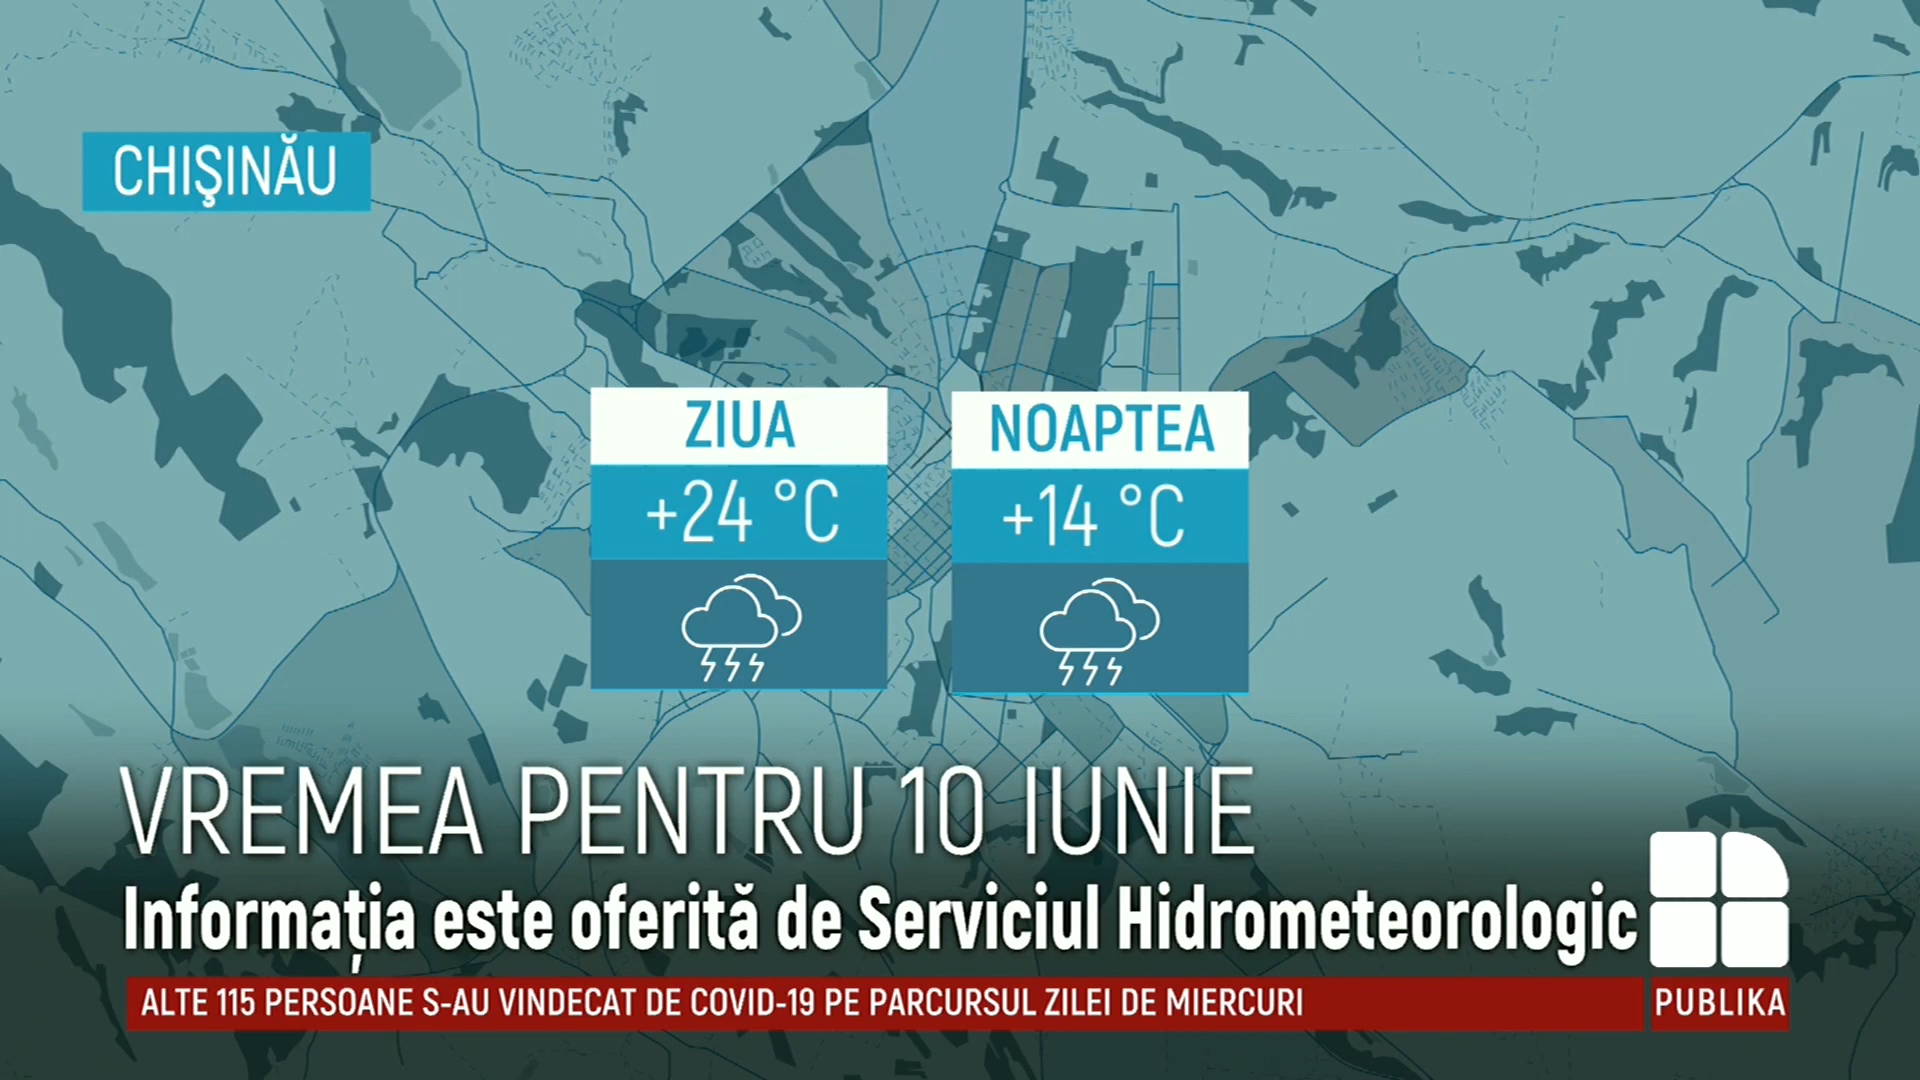 CHIŞINĂU
ZIUA
+24 °C
NOAPTEA
+14 °C
VREMEA PENTRU 10 IUNIE
Informația este oferită de Serviciul Hidrometeorologic
ALTE 115 PERSOANE S-AU VINDECAT DE COVID-19 PE PARCURSUL ZILEI DE MIERCURI
PUBLIKA